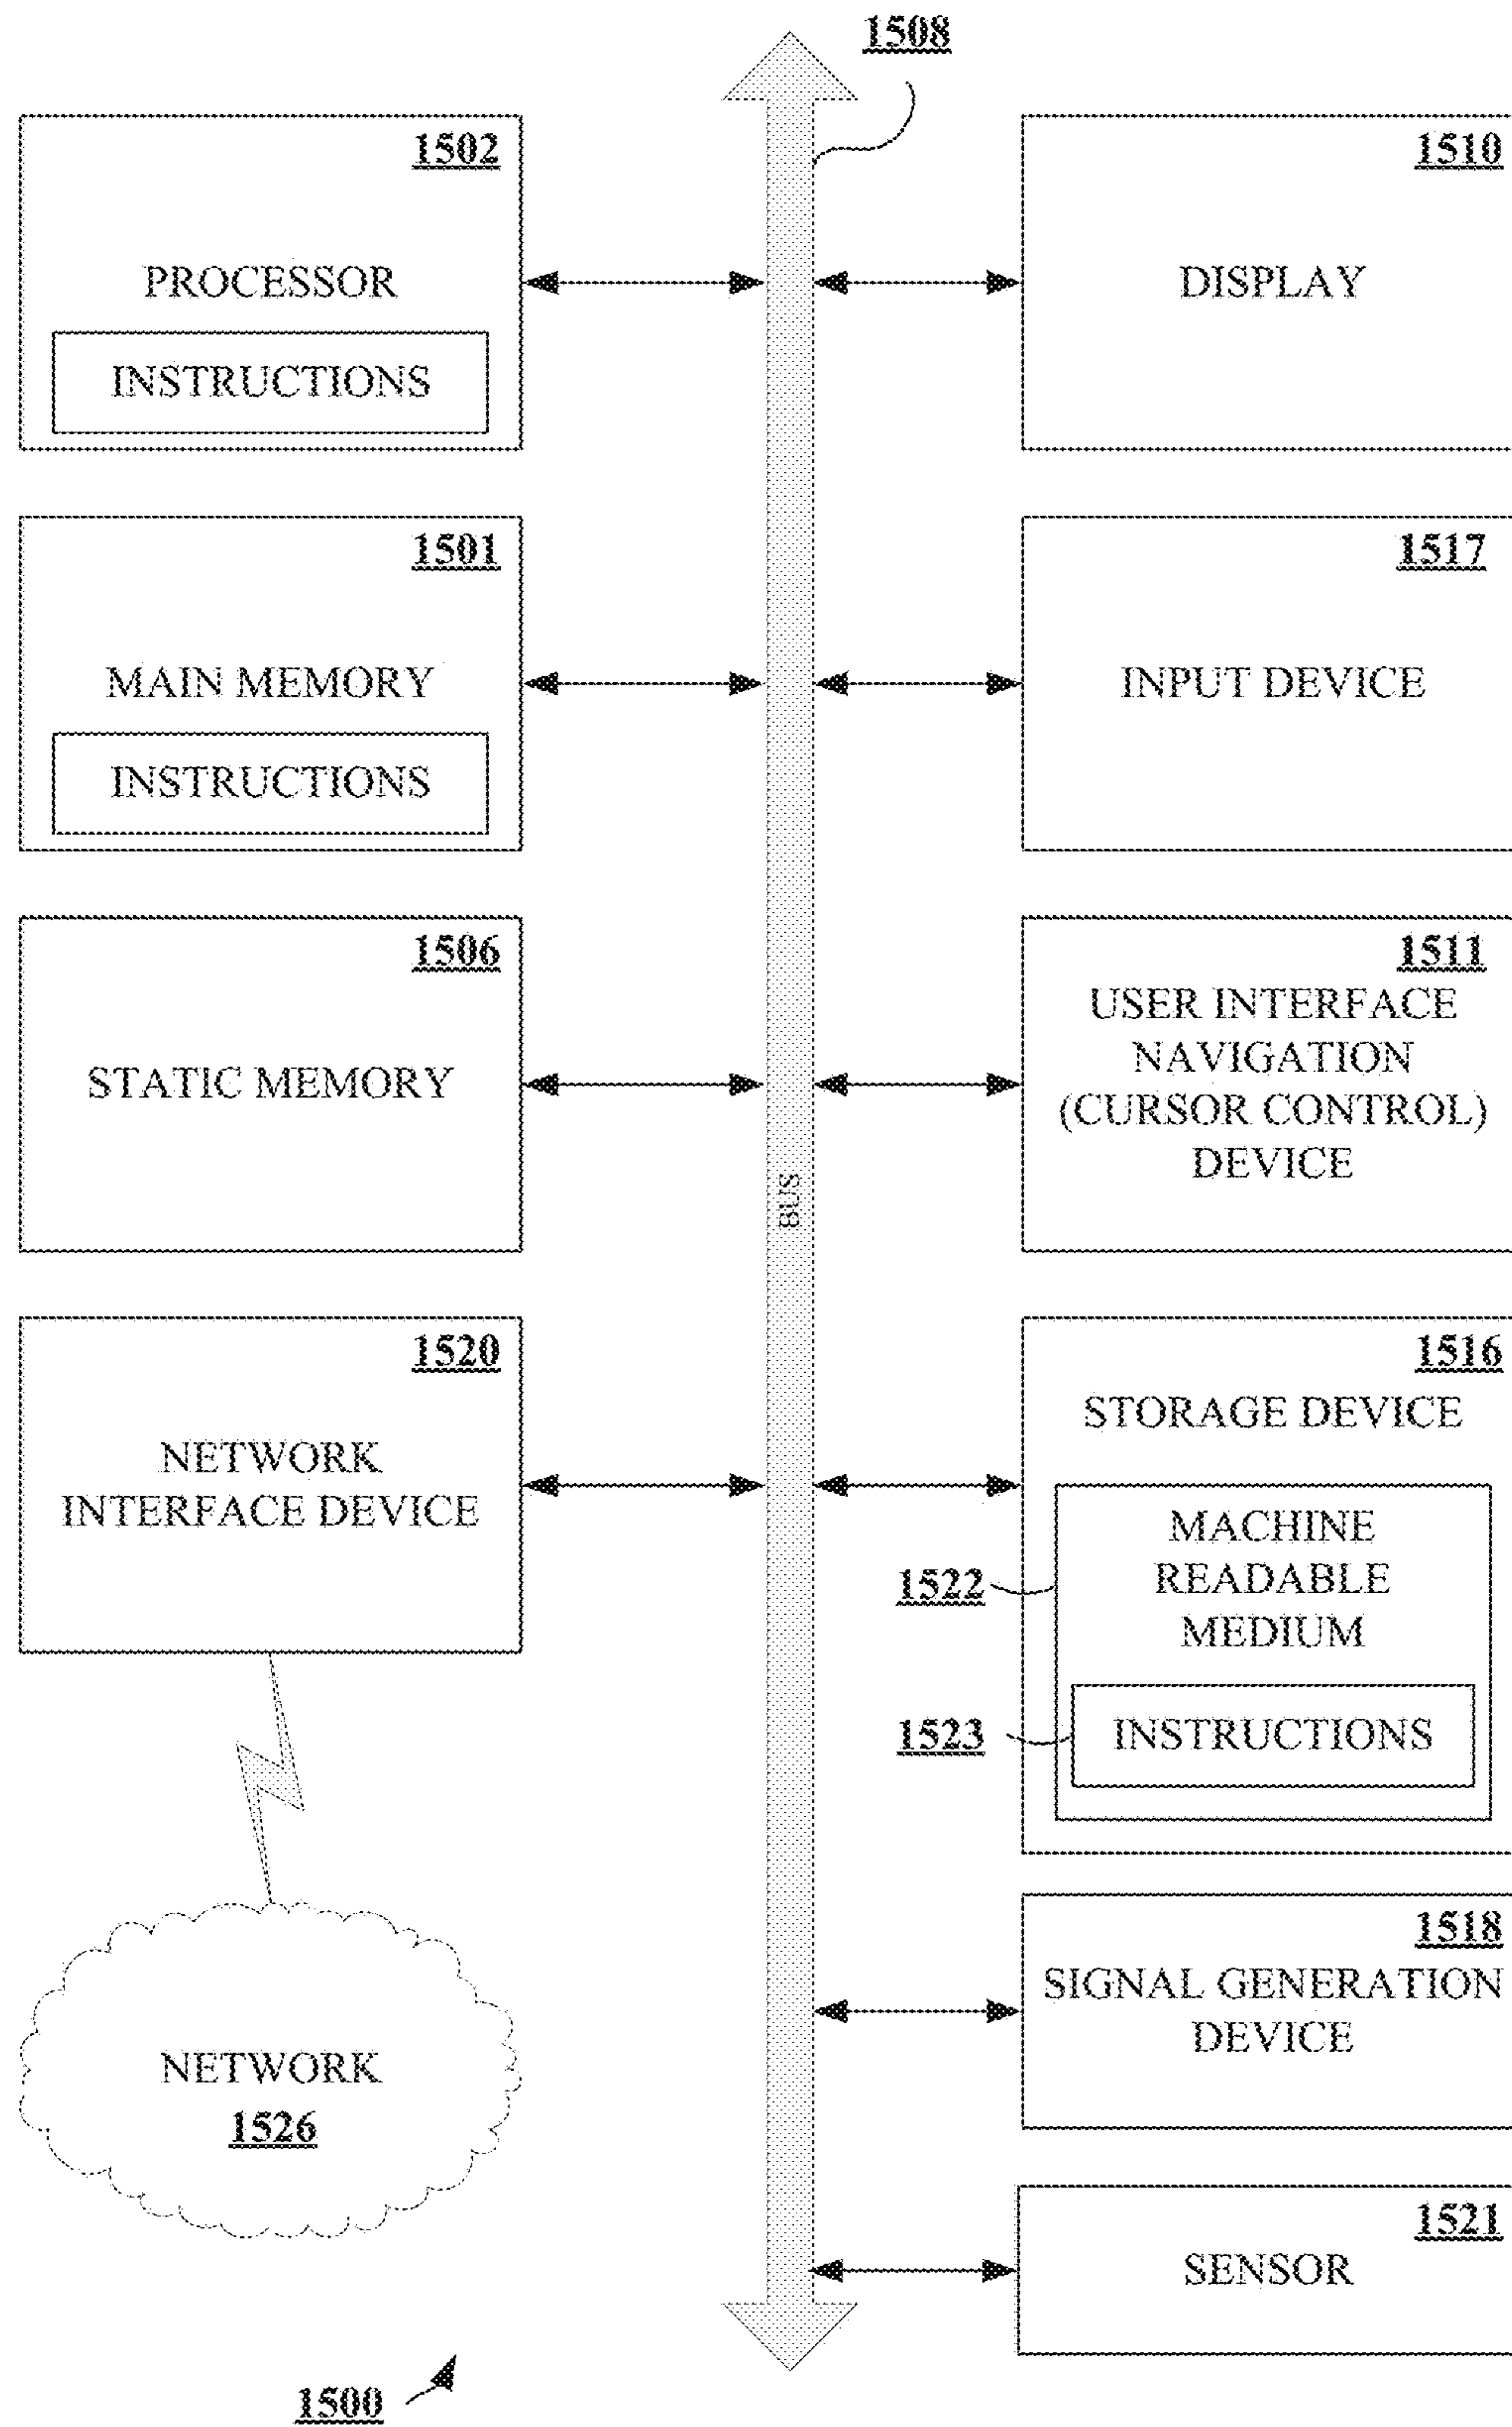 1508
1502
PROCESSOR
INSTRUCTIONS
1510
DISPLAY
1501
MAIN MEMORY
INSTRUCTIONS
1517
INPUT DEVICE
1506
STATIC MEMORY
1511
USER INTERFACE
NAVIGATION
(CURSOR CONTROL)
DEVICE
BUS
1520
NETWORK
INTERFACE DEVICE
1516
STORAGE DEVICE
MACHINE
READABLE
MEDIUM
1522
1523
INSTRUCTIONS
1518
SIGNAL GENERATION
DEVICE
NETWORK
1526
1521
SENSOR
1500